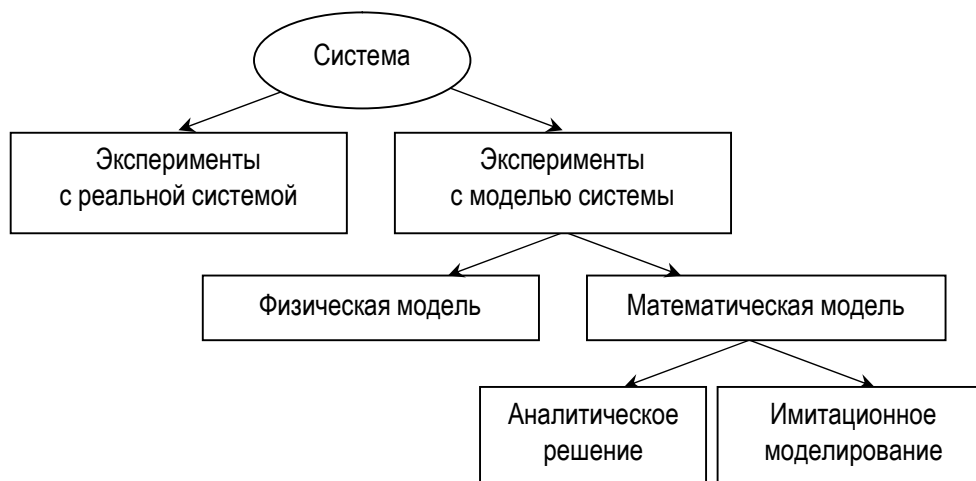 Система
Эксперименты
с реальной системой
Эксперименты
с моделью системы
Физическая модель
Математическая модель
Аналитическое
решение
Имитационное
моделирование